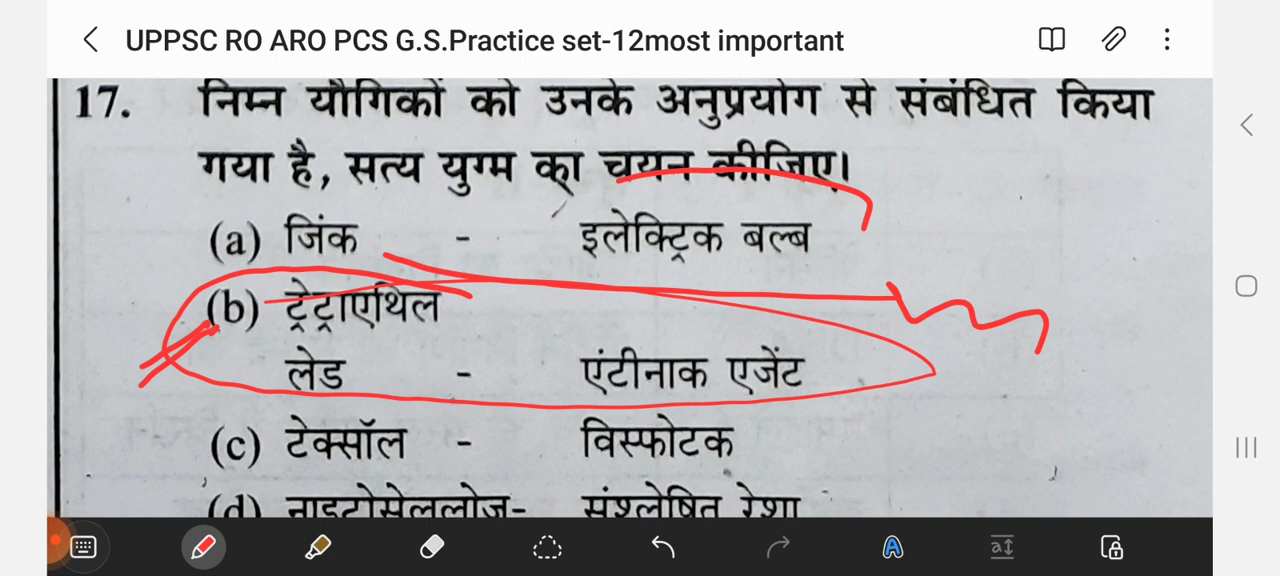 UPPSC RO ARO PCS G.S.Practice set-12most important
17. निम्न यौगिकों को उनके अनुप्रयोग से संबंधित किया
गया है, सत्य युग्म का चयन कीजिए।
(a) जिंक - इलेक्ट्रिक बल्ब
(b) ट्रेट्राएथिल
लेड - एंटीनाक एजेंट
(c) टेक्सॉल - विस्फोटक
(d) नाइट्रोसेल्लोज- संश्लेषित रेशा